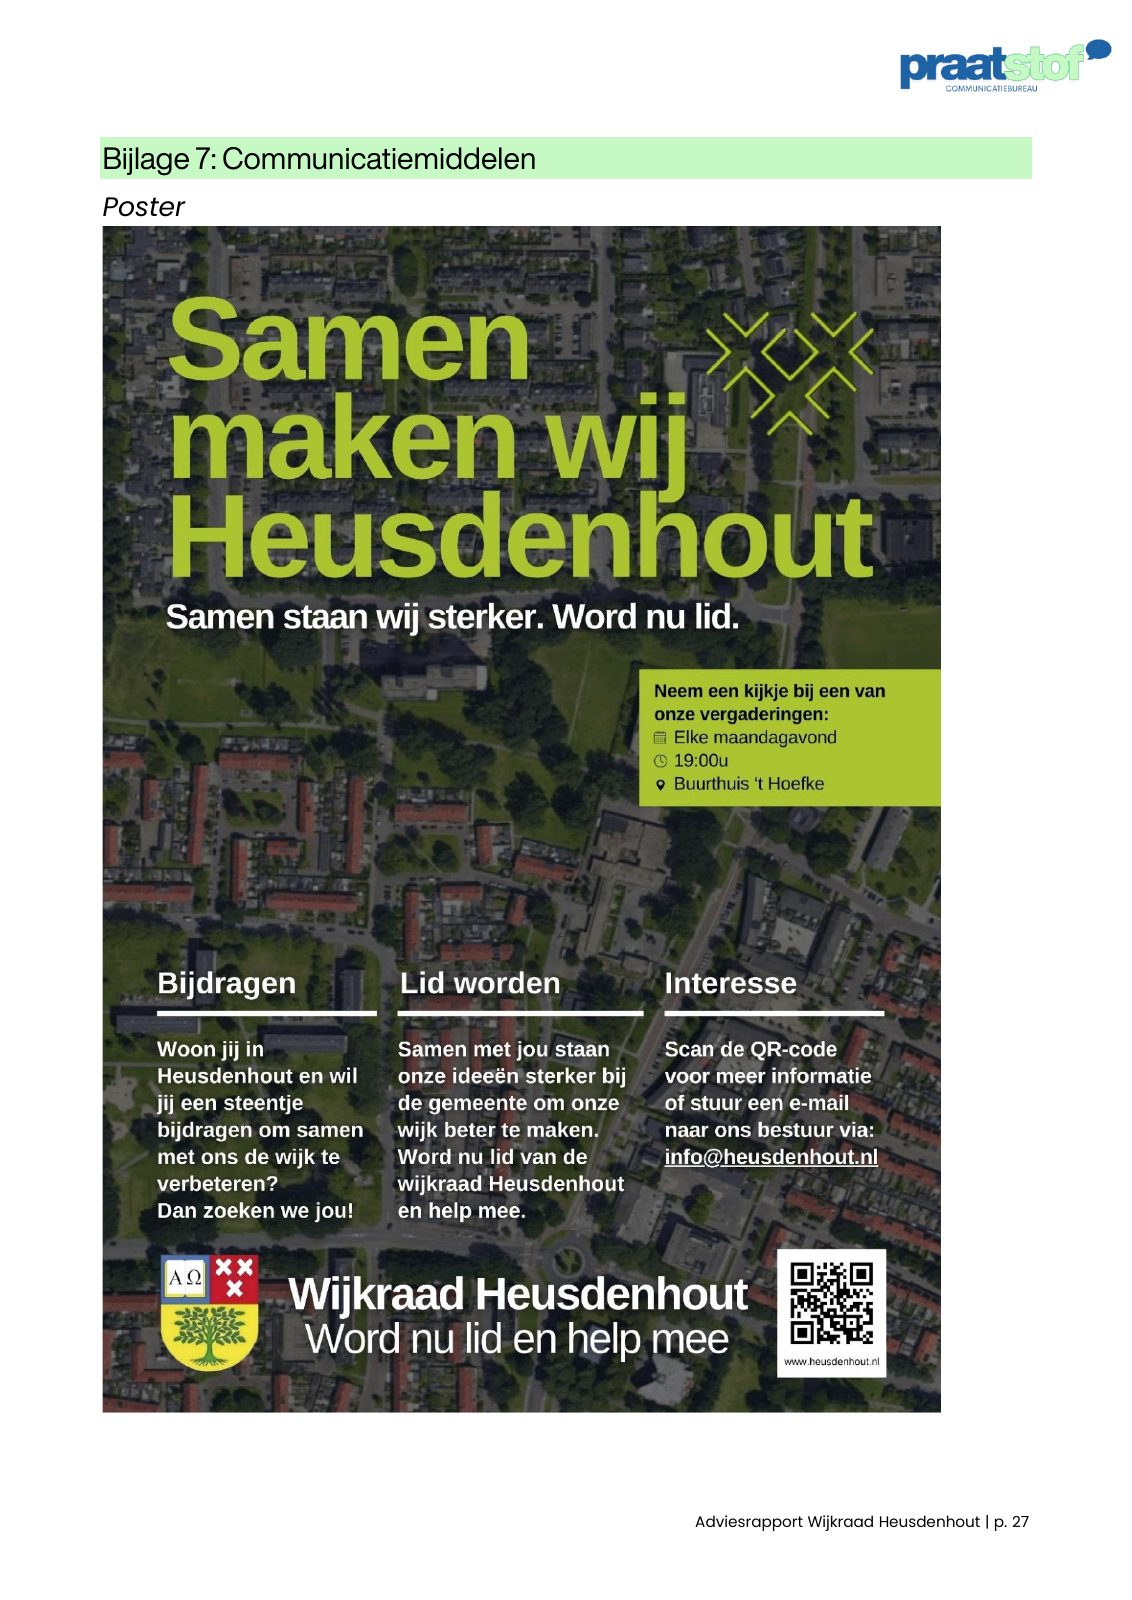 praatstof
COMMUNICATIEBUREAU
Bijlage 7: Communicatiemiddelen
Poster
Samen
maken wij
Heusdenhout
Samen staan wij sterker. Word nu lid.
Neem een kijkje bij een van
onze vergaderingen:
Elke maandagavond
19:00u
Buurthuis ‘t Hoefke
Bijdragen
Woon jij in
Heusdenhout en wil
jij een steentje
bijdragen om samen
met ons de wijk te
verbeteren?
Dan zoeken we jou!
Lid worden
Samen met jou staan
onze ideeën sterker bij
de gemeente om onze
wijk beter te maken.
Word nu lid van de
wijkraad Heusdenhout
en help mee.
Interesse
Scan de QR-code
voor meer informatie
of stuur een e-mail
naar ons bestuur via:
info@heusdenhout.nl
Α Ω
Wijkraad Heusdenhout
Word nu lid en help mee
www.heusdenhout.nl
Adviesrapport Wijkraad Heusdenhout | p. 27